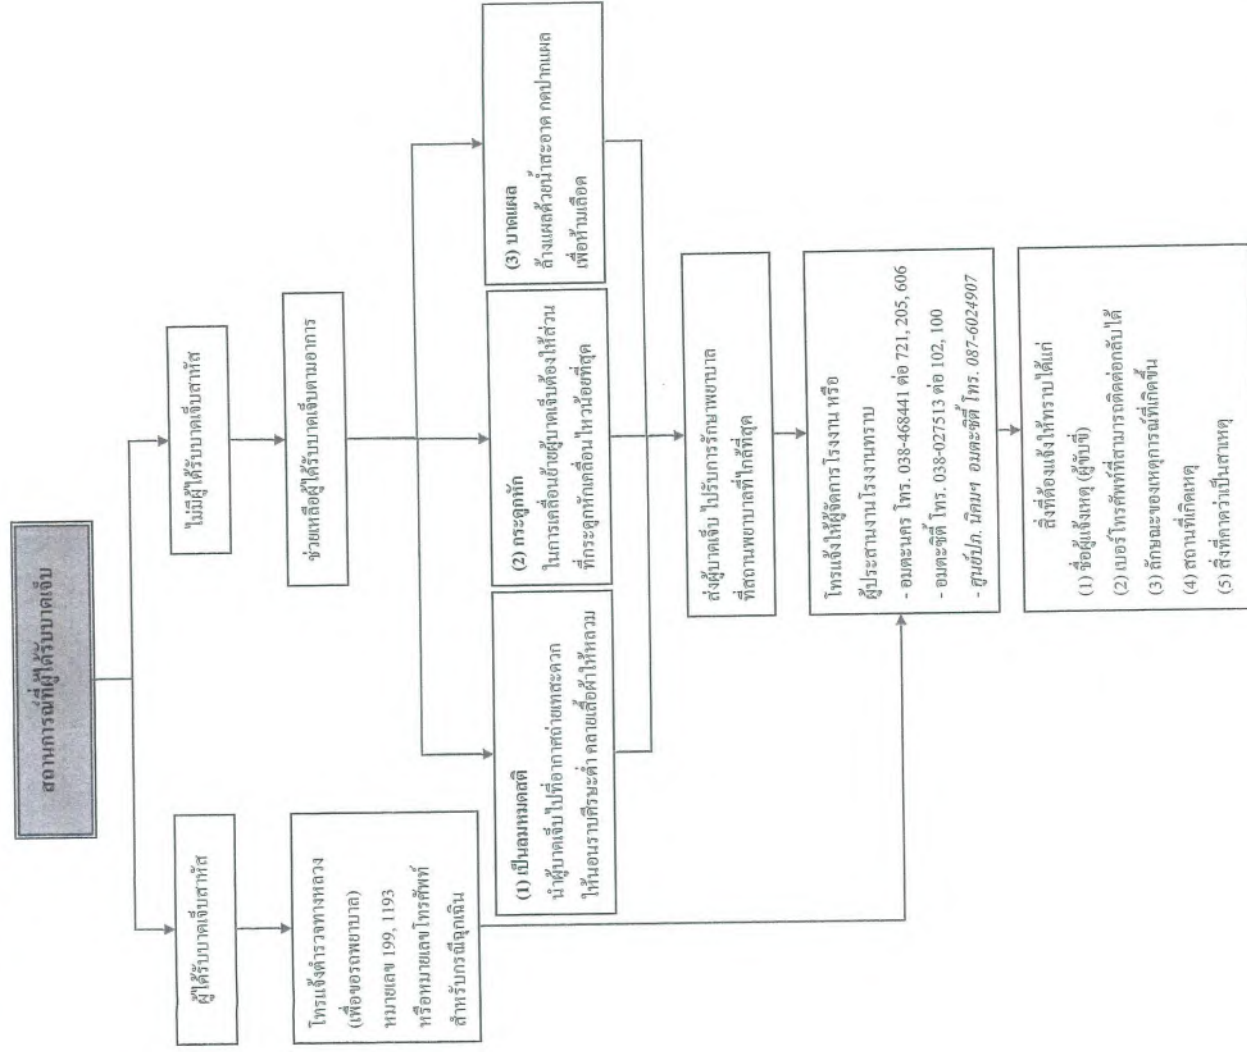 สถานการณ์ที่ผู้ได้รับบาดเจ็บ
ผู้ได้รับบาดเจ็บสาหัส
ไม่มีผู้ได้รับบาดเจ็บสาหัส
โทรแจ้งตำรวจทางหลวง
(เพื่อขอรถพยาบาล)
หมายเลข 199, 1193
หรือหมายเลขโทรศัพท์
สำหรับกรณีฉุกเฉิน
ช่วยเหลือผู้ได้รับบาดเจ็บตามอาการ
(1) เป็นลมหมดสติ
นำผู้บาดเจ็บไปที่อากาศถ่ายเทสะดวก
ให้นอนราบศีรษะต่ำ คลายเสื้อผ้าให้หลวม
(2) กระดูกหัก
ในการเคลื่อนย้ายผู้บาดเจ็บต้องให้ส่วน
ที่กระดูกหักเคลื่อนไหวน้อยที่สุด
(3) บาดแผล
ล้างแผลด้วยน้ำสะอาด กดปากแผล
เพื่อห้ามเลือด
ส่งผู้บาดเจ็บ ไปรับการรักษาพยาบาล
ที่สถานพยาบาลที่ใกล้ที่สุด
โทรแจ้งให้ผู้จัดการโรงงาน หรือ
ผู้ประสานงานโรงงานทราบ
- อมตะนคร โทร. 038-468441 ต่อ 721, 205, 606
- อมตะซิตี้ โทร. 038-027513 ต่อ 102, 100
- ศูนย์ปภ. นิคมฯ อมตะซิตี้ โทร. 087-6024907
สิ่งที่ต้องแจ้งให้ทราบได้แก่
(1) ชื่อผู้แจ้งเหตุ (ผู้ขับขี่)
(2) เบอร์โทรศัพท์ที่สามารถติดต่อกลับได้
(3) ลักษณะของเหตุการณ์ที่เกิดขึ้น
(4) สถานที่เกิดเหตุ
(5) สิ่งที่คาดว่าเป็นสาเหตุ